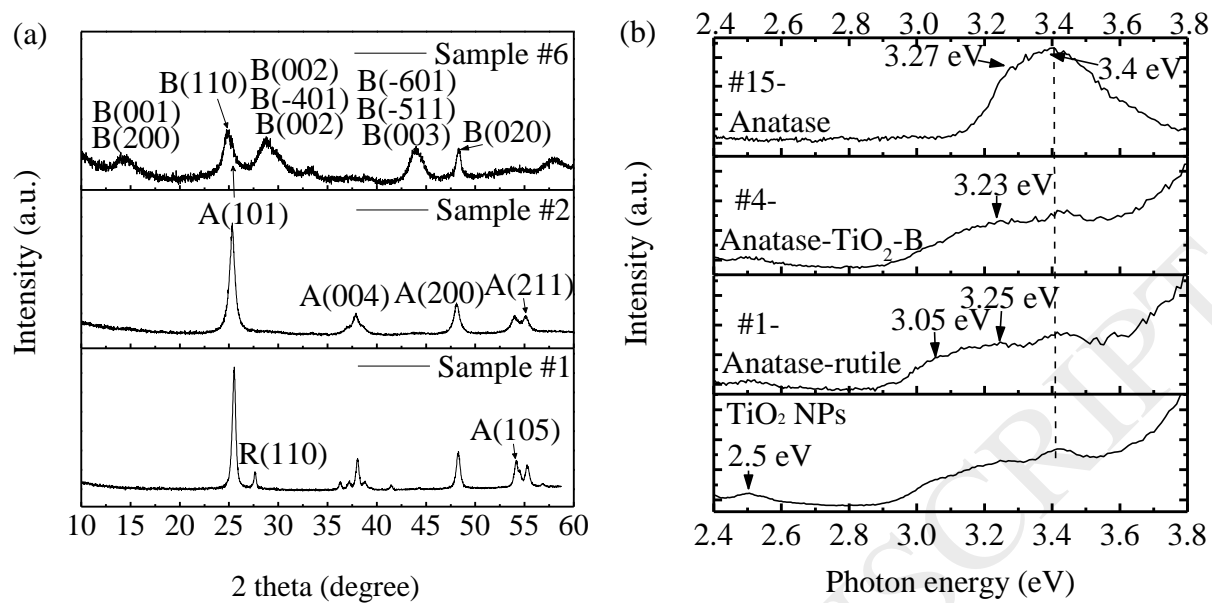 (a)
Intensity (a.u.)
Sample #6
B(001)
B(200)
B(110)
B(002)
B(-401)
B(002)
B(-601)
B(-511)
B(003)
B(020)
Sample #2
A(101)
A(004)
A(200)
A(211)
Sample #1
R(110)
A(105)
10 15 20 25 30 35 40 45 50 55 60
2 theta (degree)
(b)
Intensity (a.u.)
2.4 2.6 2.8 3.0 3.2 3.4 3.6 3.8
3.27 eV
3.4 eV
#15-
Anatase
3.23 eV
#4-
Anatase-TiO2-B
3.25 eV
3.05 eV
#1-
Anatase-rutile
TiO2 NPs
2.5 eV
2.4 2.6 2.8 3.0 3.2 3.4 3.6 3.8
Photon energy (eV)
SCRIPT